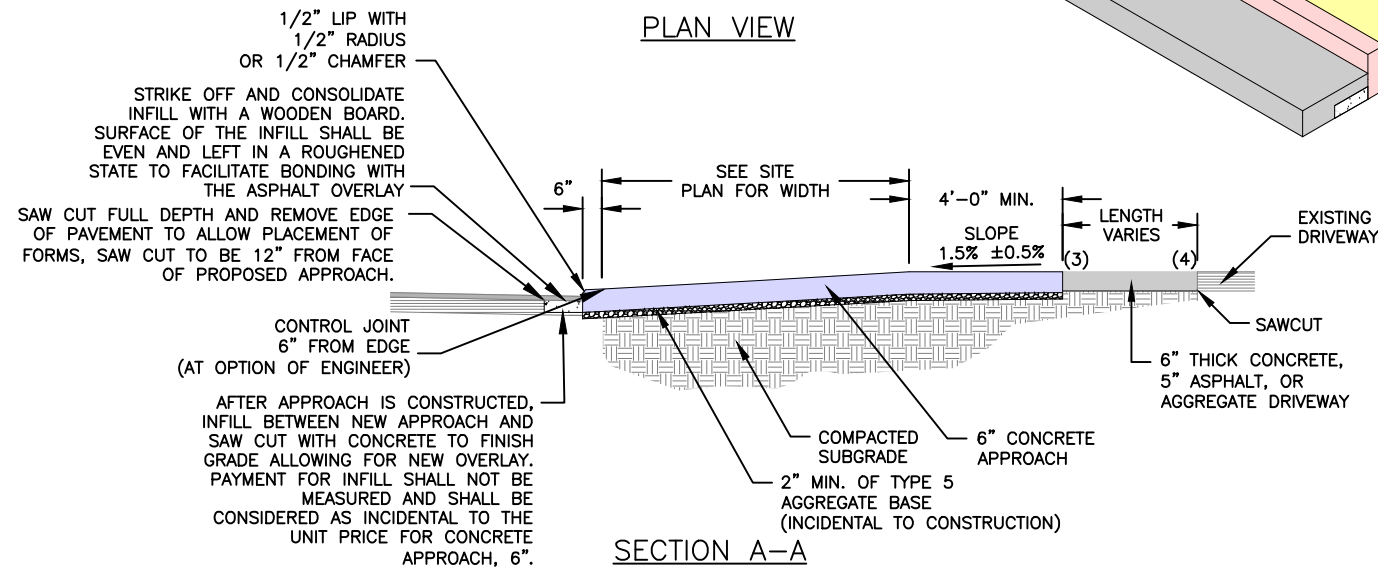 PLAN VIEW
1/2" LIP WITH
1/2" RADIUS
OR 1/2" CHAMFER
STRIKE OFF AND CONSOLIDATE
INFILL WITH A WOODEN BOARD.
SURFACE OF THE INFILL SHALL BE
EVEN AND LEFT IN A ROUGHENED
STATE TO FACILITATE BONDING WITH
THE ASPHALT OVERLAY
SAW CUT FULL DEPTH AND REMOVE EDGE
OF PAVEMENT TO ALLOW PLACEMENT OF
FORMS, SAW CUT TO BE 12" FROM FACE
OF PROPOSED APPROACH.
CONTROL JOINT
6" FROM EDGE
(AT OPTION OF ENGINEER)
AFTER APPROACH IS CONSTRUCTED,
INFILL BETWEEN NEW APPROACH AND
SAW CUT WITH CONCRETE TO FINISH
GRADE ALLOWING FOR NEW OVERLAY.
PAYMENT FOR INFILL SHALL NOT BE
MEASURED AND SHALL BE
CONSIDERED AS INCIDENTAL TO THE
UNIT PRICE FOR CONCRETE
APPROACH, 6".
6"
SEE SITE
PLAN FOR WIDTH
4'-0" MIN.
SLOPE
1.5% ±0.5%
LENGTH
VARIES
(3)
(4)
EXISTING
DRIVEWAY
SAWCUT
6" THICK CONCRETE,
5" ASPHALT, OR
AGGREGATE DRIVEWAY
6" CONCRETE
APPROACH
COMPACTED
SUBGRADE
2" MIN. OF TYPE 5
AGGREGATE BASE
(INCIDENTAL TO CONSTRUCTION)
SECTION A-A